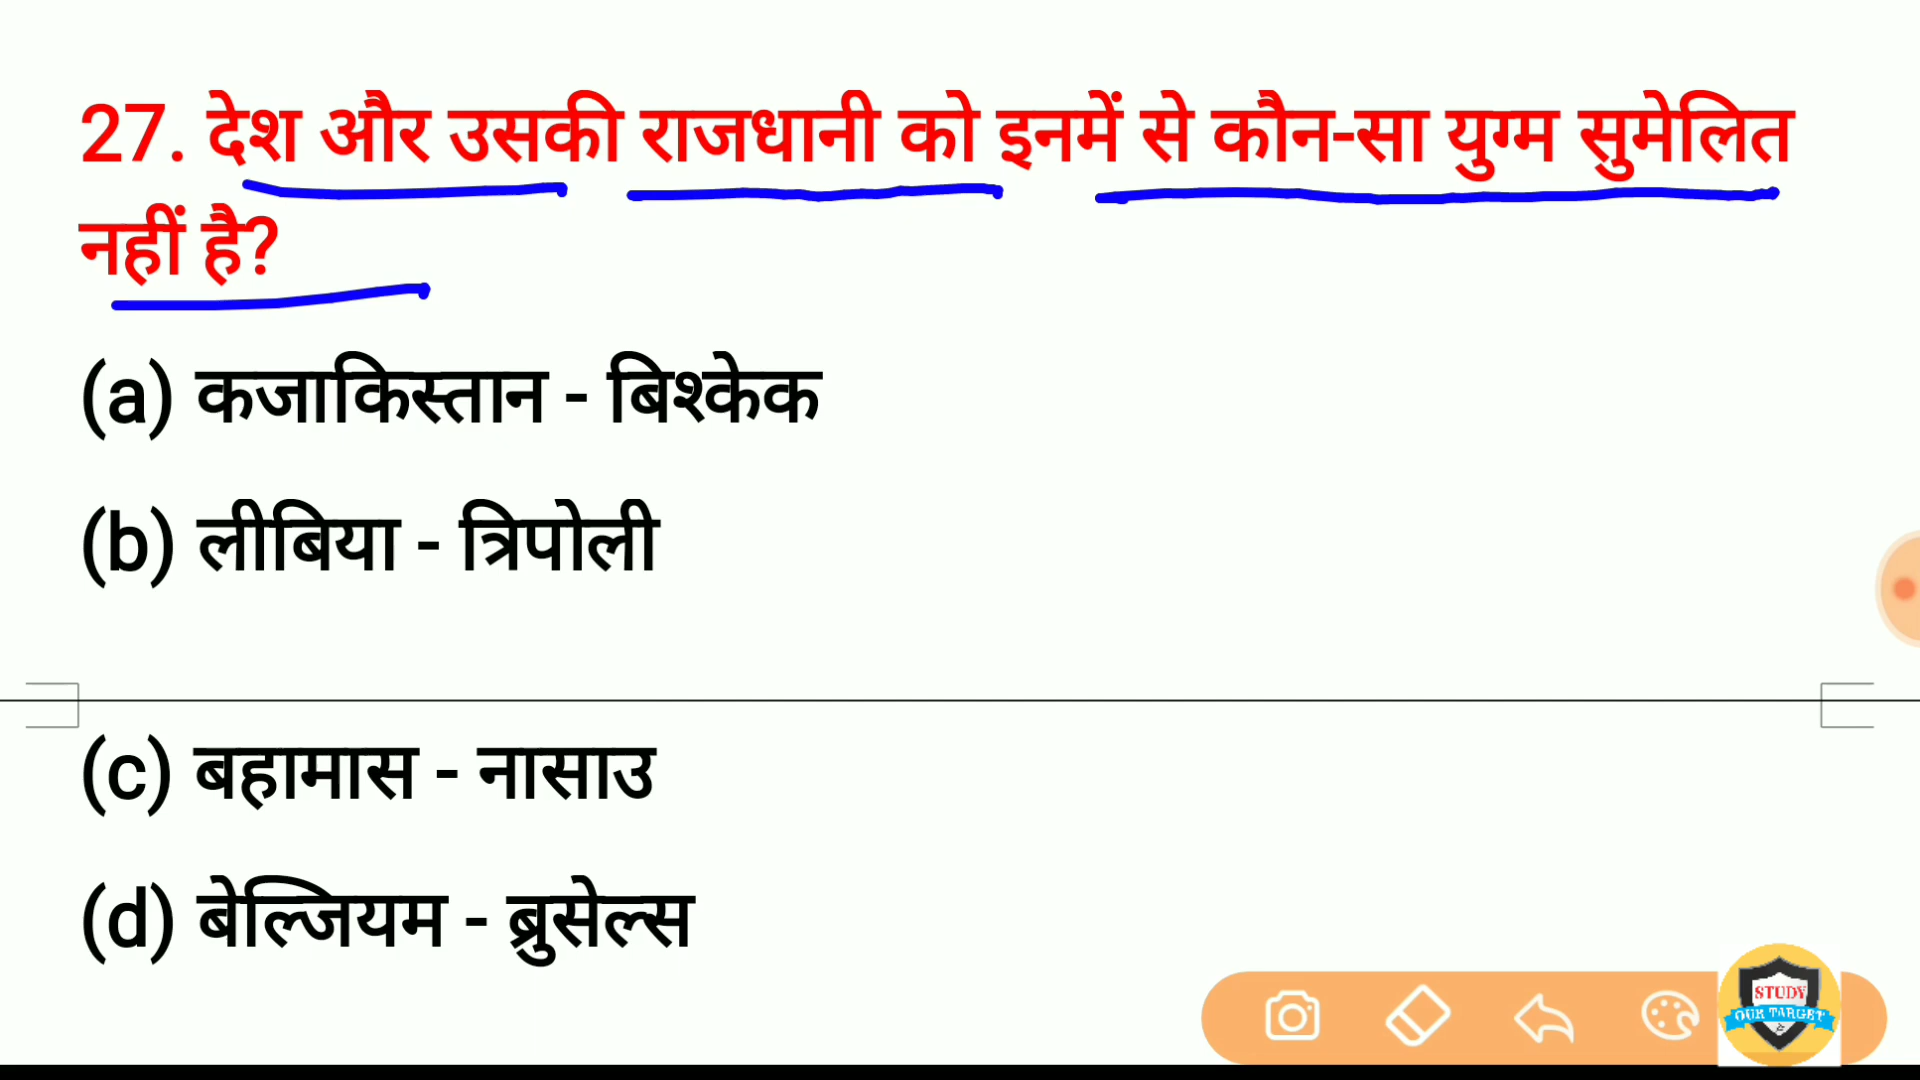 27. देश और उसकी राजधानी को इनमें से कौन-सा युग्म सुमेलित
नहीं है?
(a) कजाकिस्तान - बिश्केक
(b) लीबिया - त्रिपोली
(c) बहामास - नासाउ
(d) बेल्जियम - ब्रुसेल्स
STUDY
OUR TARGET